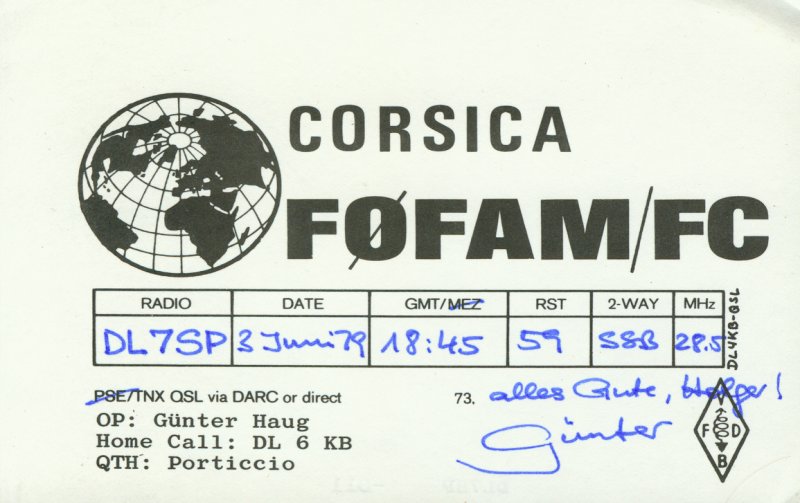 CORSICA
FØFAM/FC
RADIO DATE GMT/MEZ RST 2-WAY MHz
DL7SP 3 Juni 79 18:45 59 SSB 28.5
DL4KB-QSL
PSE/TNX QSL via DARC or direct 73, alles Gute, Holger!
OP: Günter Haug
Home Call: DL 6 KB
QTH: Porticcio
Günter
F D
B